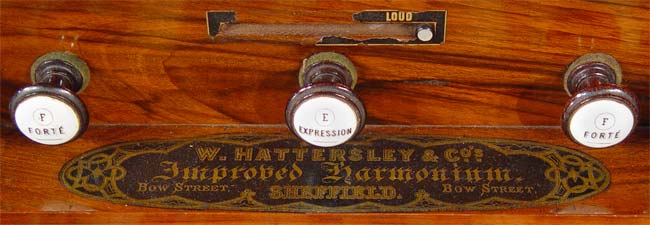 LOUD
F
FORTÉ
E
EXPRESSION
F
FORTÉ
W. HATTERSLEY & Co's.
Improved Harmonium.
BOW STREET, SHEFFIELD. BOW STREET,